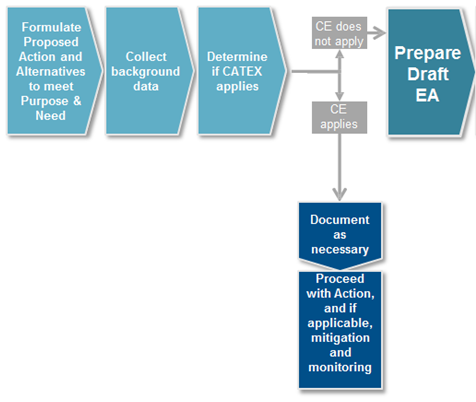 Formulate
Proposed
Action and
Alternatives
to meet
Purpose &
Need
Collect
background
data
Determine
if CATEX
applies
CE does
not apply
CE
applies
Prepare
Draft
EA
Document
as
necessary
Proceed
with Action,
and if
applicable,
mitigation
and
monitoring